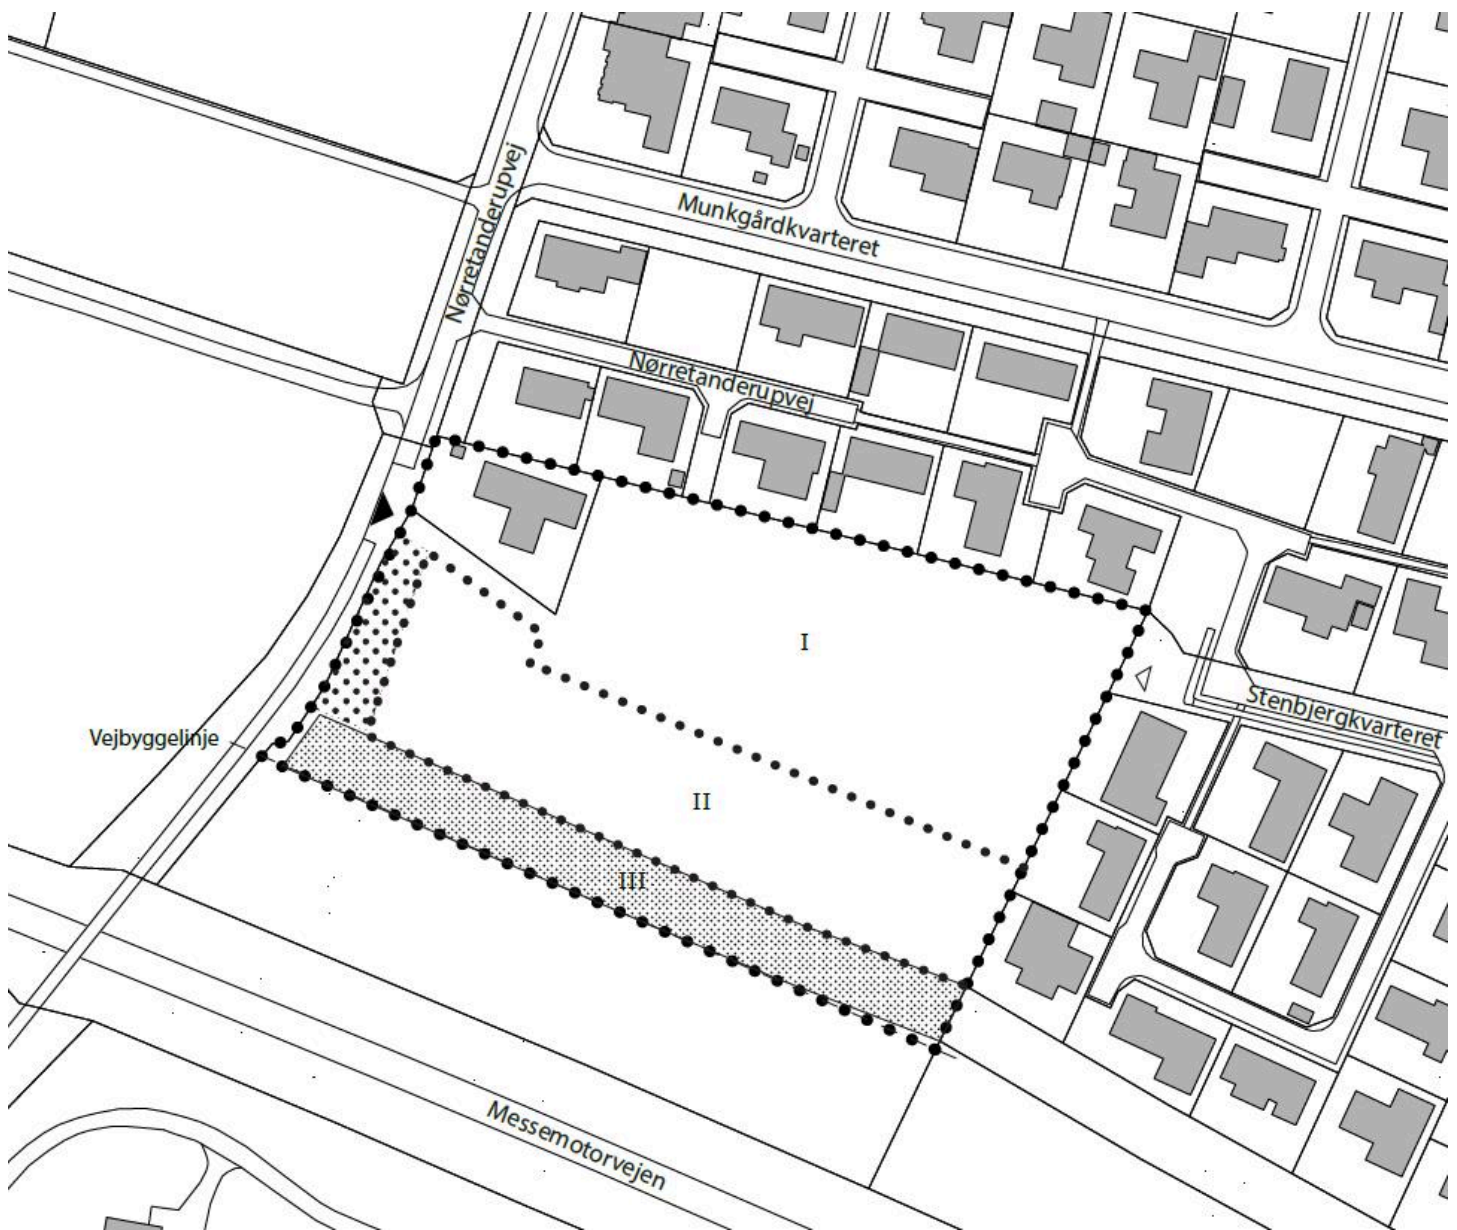 Nørretanderupvej
Munkgårdkvarteret
Nørretanderupvej
I
Stenbjergkvarteret
Vejbyggelinje
II
III
Messemotorvejen